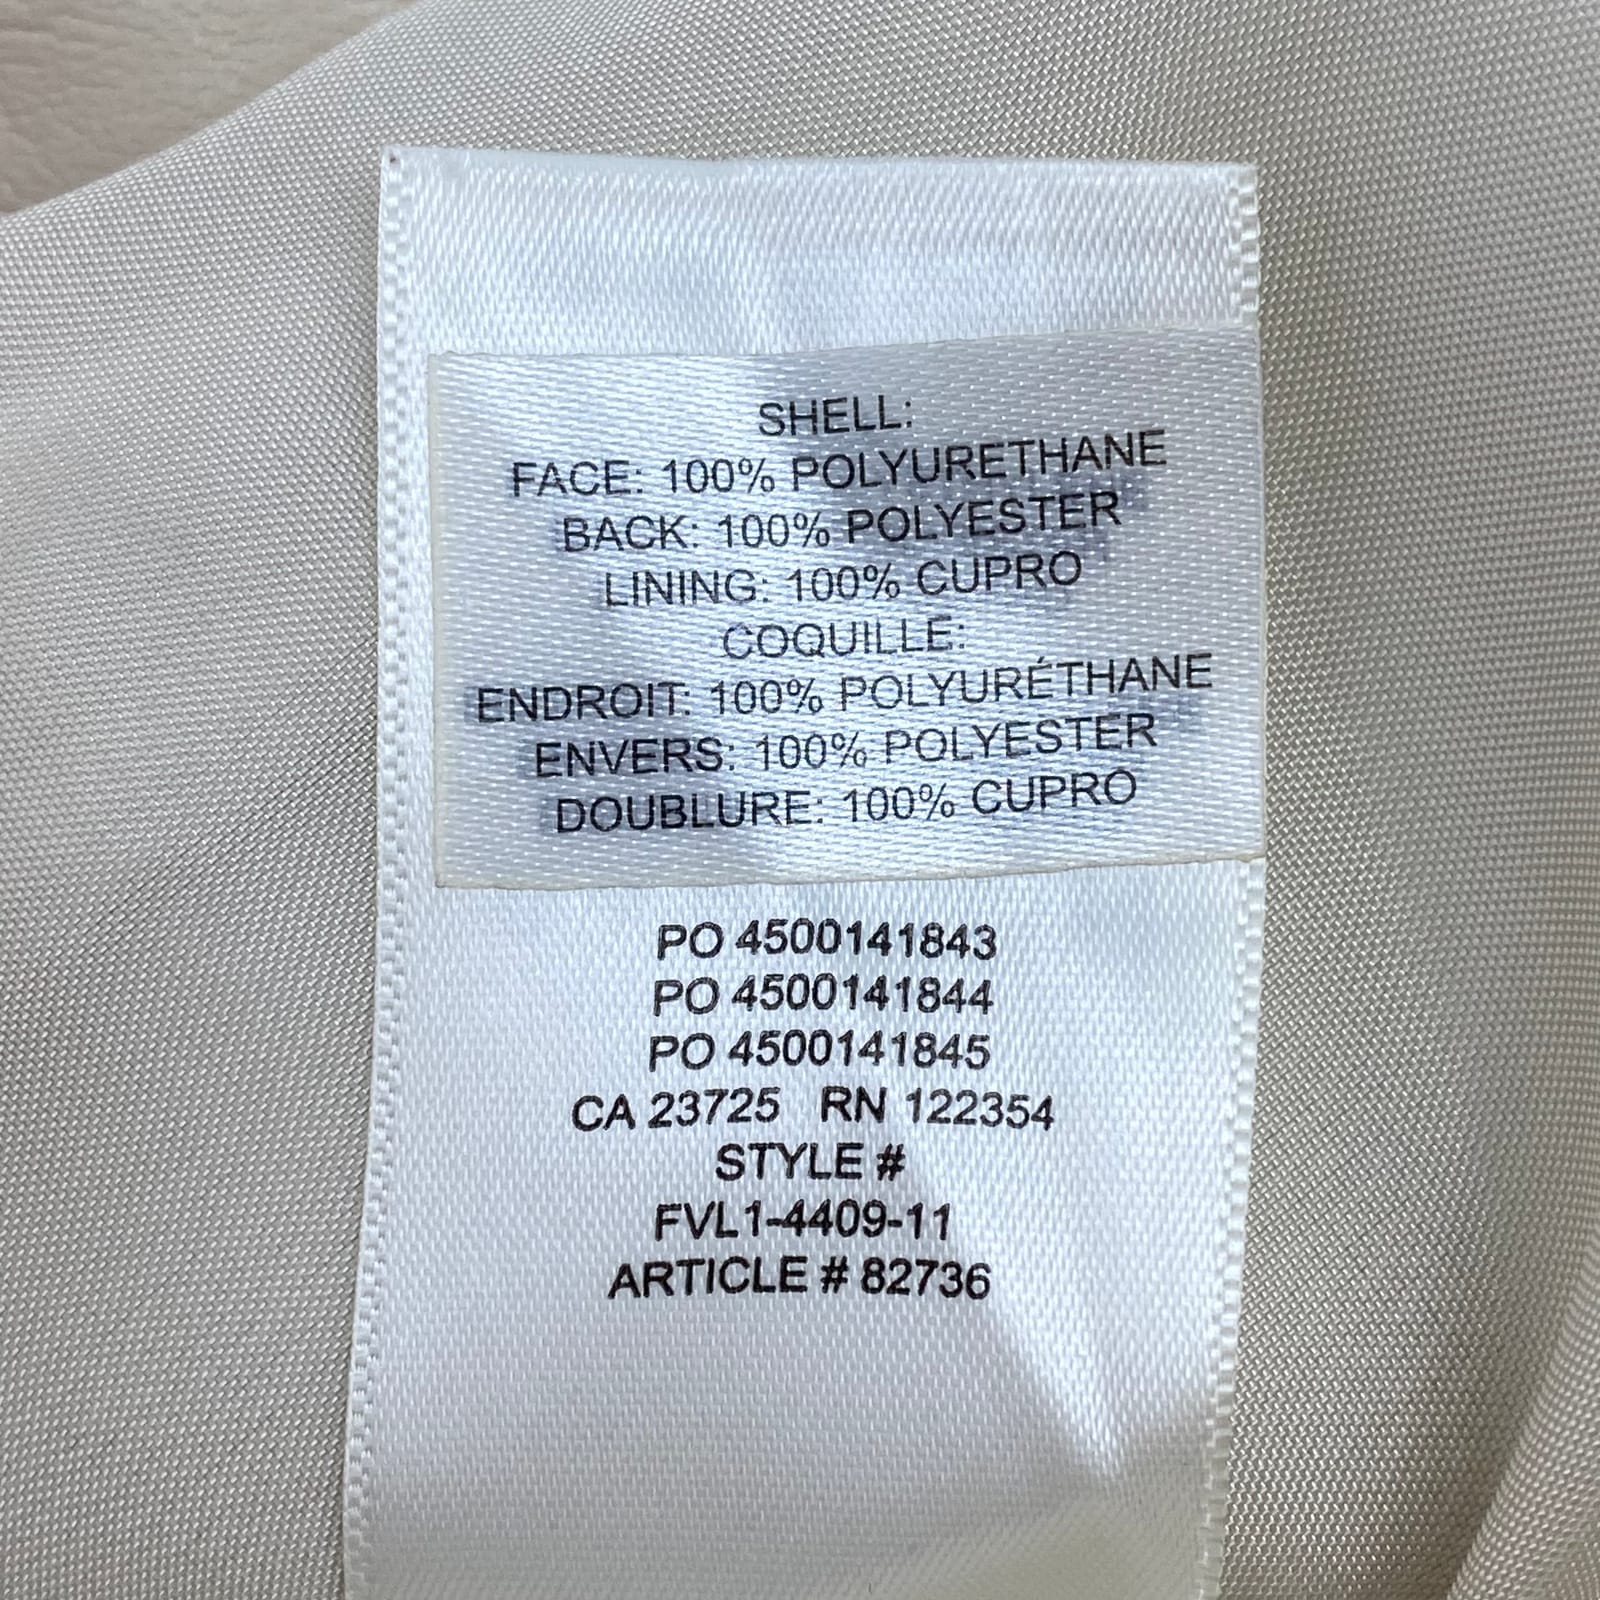 SHELL:
FACE: 100% POLYURETHANE
BACK: 100% POLYESTER
LINING: 100% CUPRO
COQUILLE:
ENDROIT: 100% POLYURÉTHANE
ENVERS: 100% POLYESTER
DOUBLURE: 100% CUPRO
PO 4500141843
PO 4500141844
PO 4500141845
CA 23725 RN 122354
STYLE #
FVL1-4409-11
ARTICLE # 82736